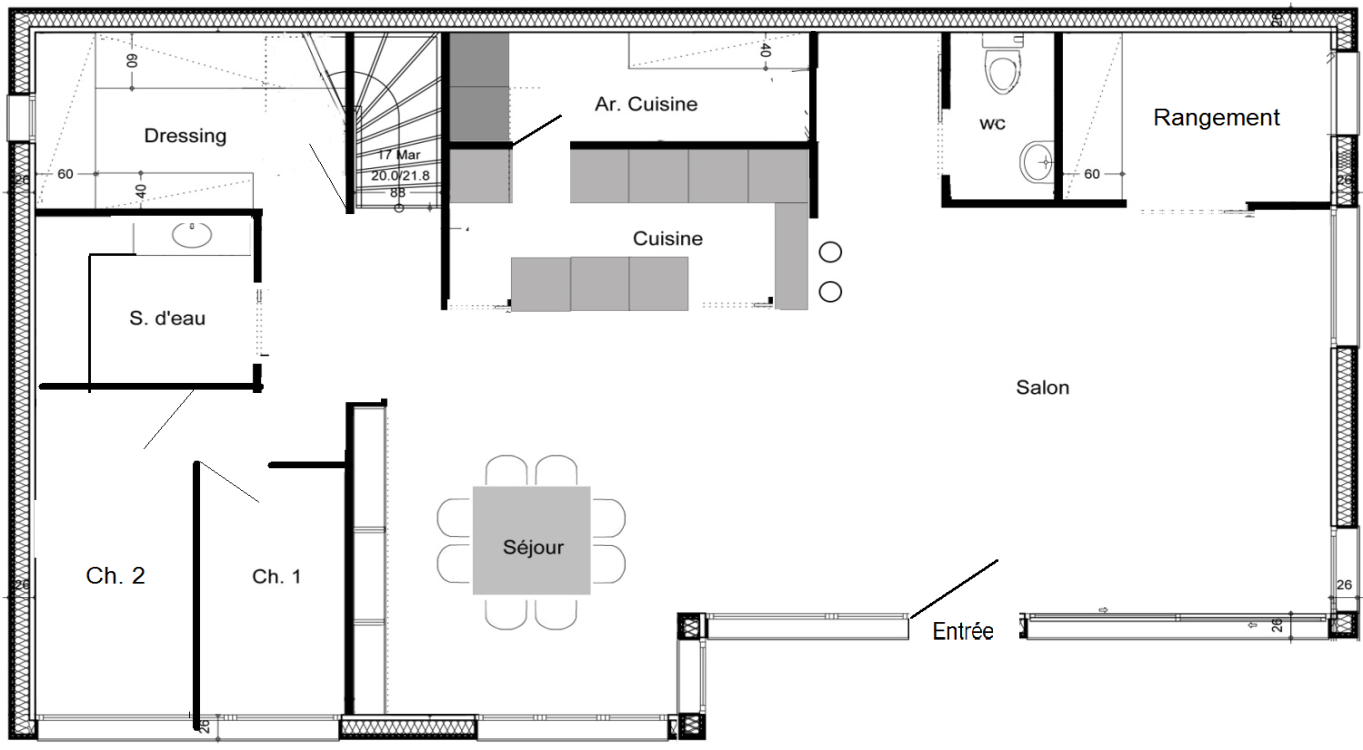 26
60
40
Ar. Cuisine
Dressing
wc
Rangement
17 Mar
20.0/21.8
88
26
60
40
60
26
Cuisine
S. d'eau
Salon
Séjour
Ch. 2
Ch. 1
26
26
Entrée
26
26